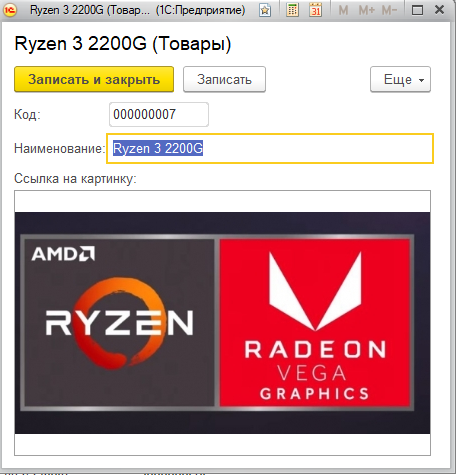 Ryzen 3 2200G (Товар... (1С:Предприятие) 31 M M+ M-
Ryzen 3 2200G (Товары)
Записать и закрыть Записать Еще
Код: 000000007
Наименование: Ryzen 3 2200G
Ссылка на картинку:
AMD
RYZEN
RADEON
VEGA
GRAPHICS